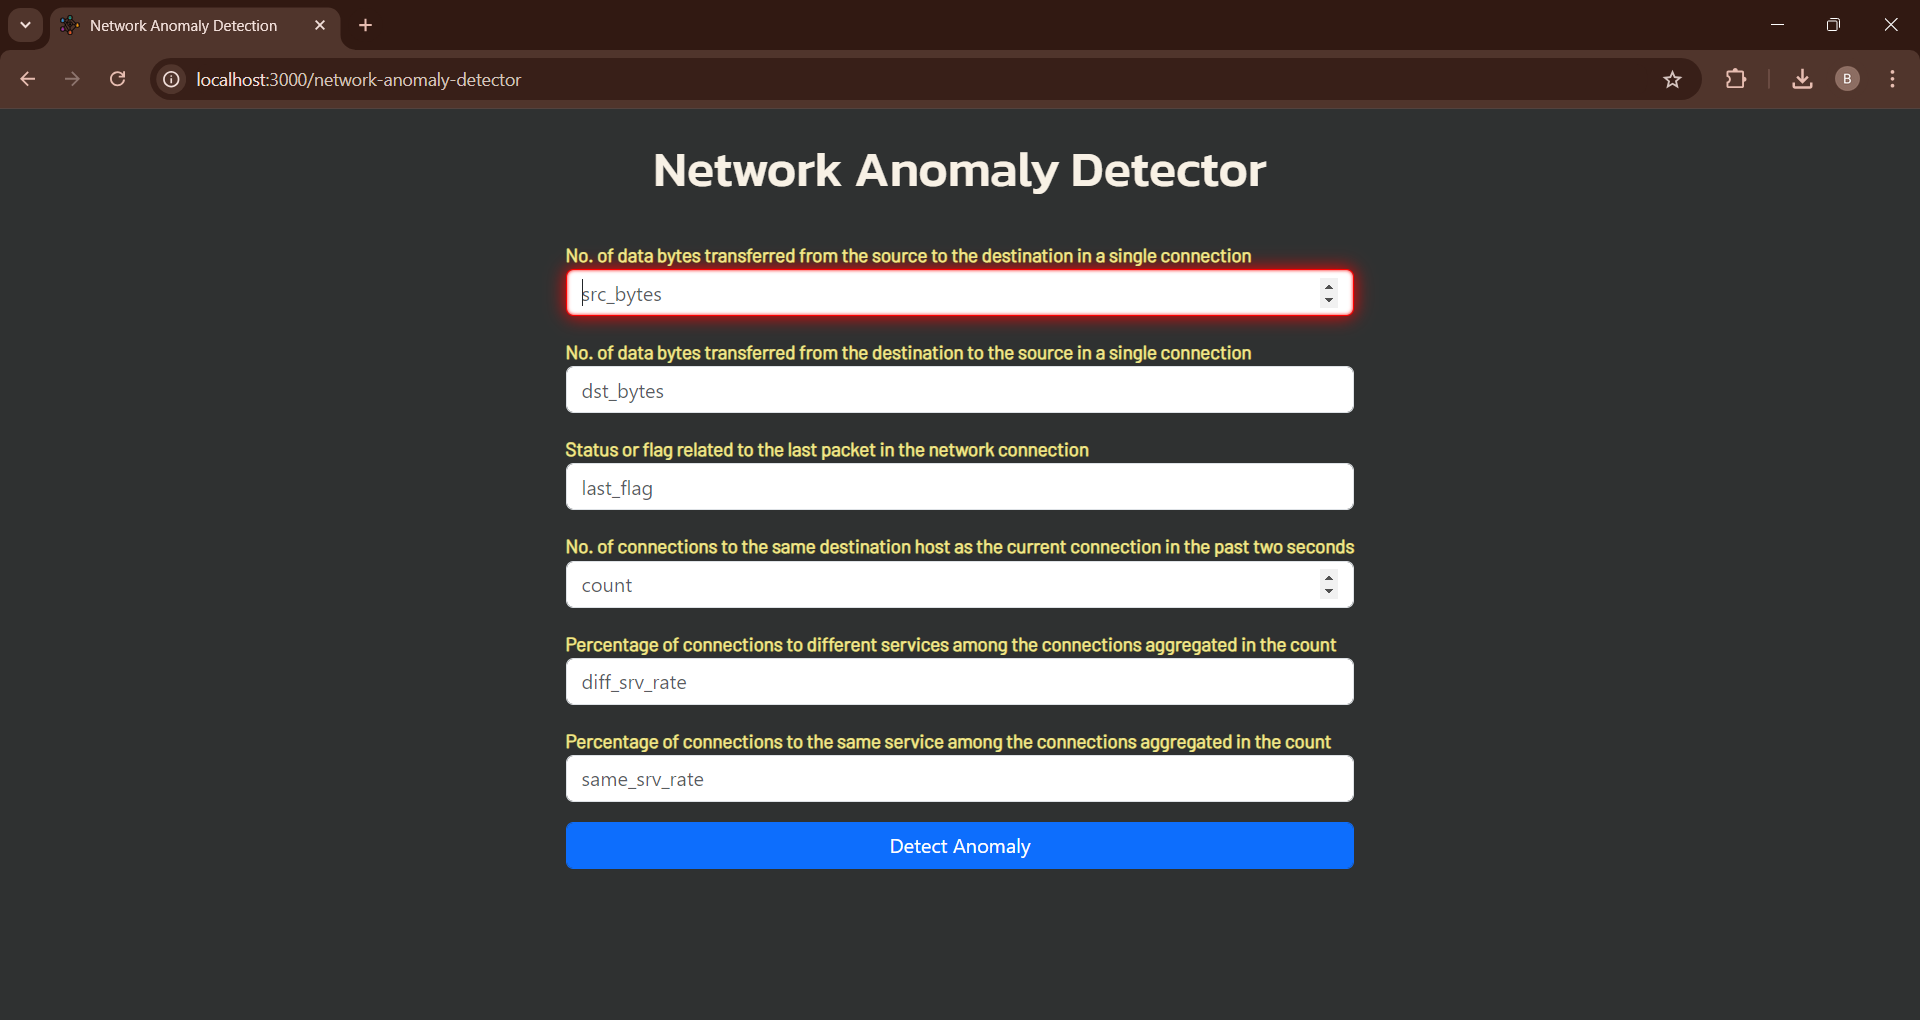 Network Anomaly Detection
localhost:3000/network-anomaly-detector
B
Network Anomaly Detector
No. of data bytes transferred from the source to the destination in a single connection
src_bytes
No. of data bytes transferred from the destination to the source in a single connection
dst_bytes
Status or flag related to the last packet in the network connection
last_flag
No. of connections to the same destination host as the current connection in the past two seconds
count
Percentage of connections to different services among the connections aggregated in the count
diff_srv_rate
Percentage of connections to the same service among the connections aggregated in the count
same_srv_rate
Detect Anomaly